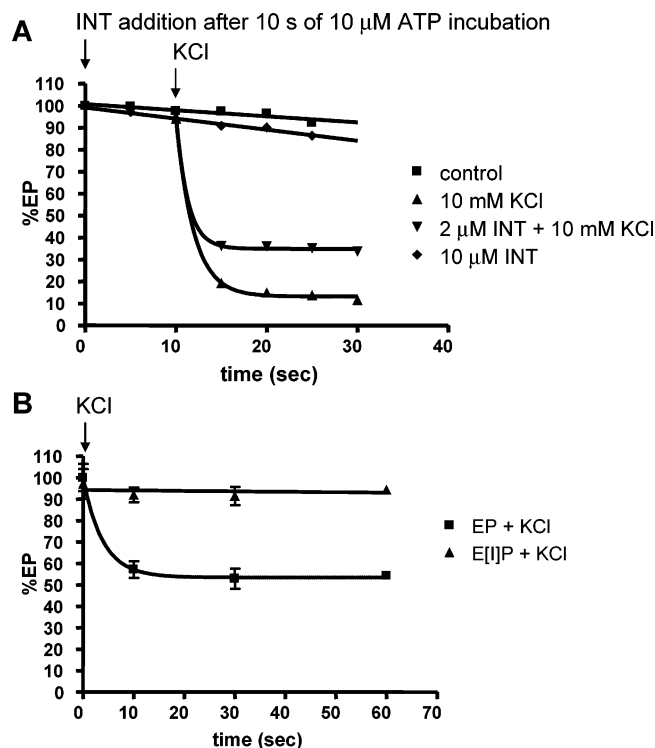 A
INT addition after 10 s of 10 μM ATP incubation
KCl
110
100
90
80
70
60
50
40
30
20
10
0
%EP
0 10 20 30 40
time (sec)
control
10 mM KCl
2 μM INT + 10 mM KCl
10 μM INT
B
KCl
110
100
90
80
70
60
50
40
30
20
10
0
%EP
0 10 20 30 40 50 60 70
time (sec)
EP + KCl
E[I]P + KCl